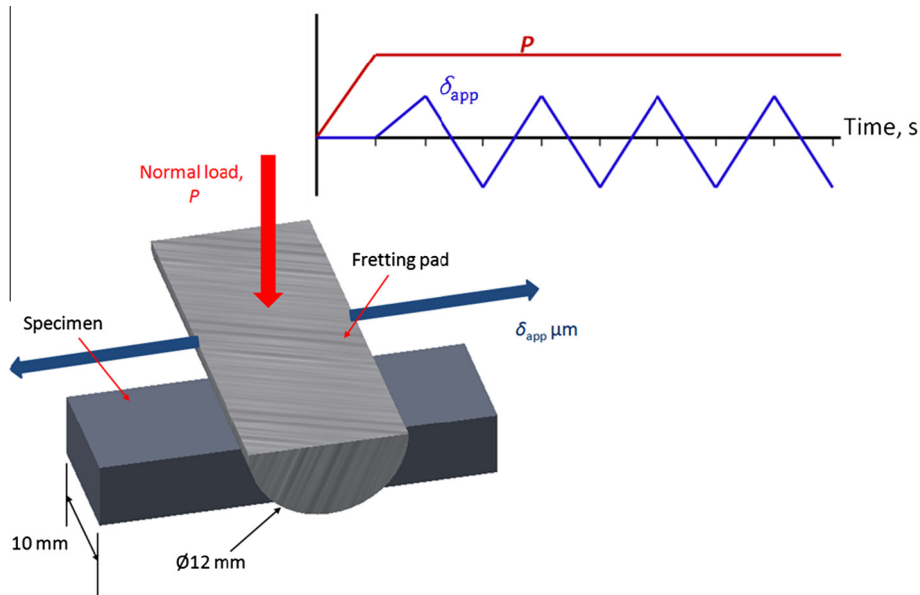 P
δapp
Time, s
Normal load,
P
Fretting pad
Specimen
δapp μm
10 mm
Ø12 mm